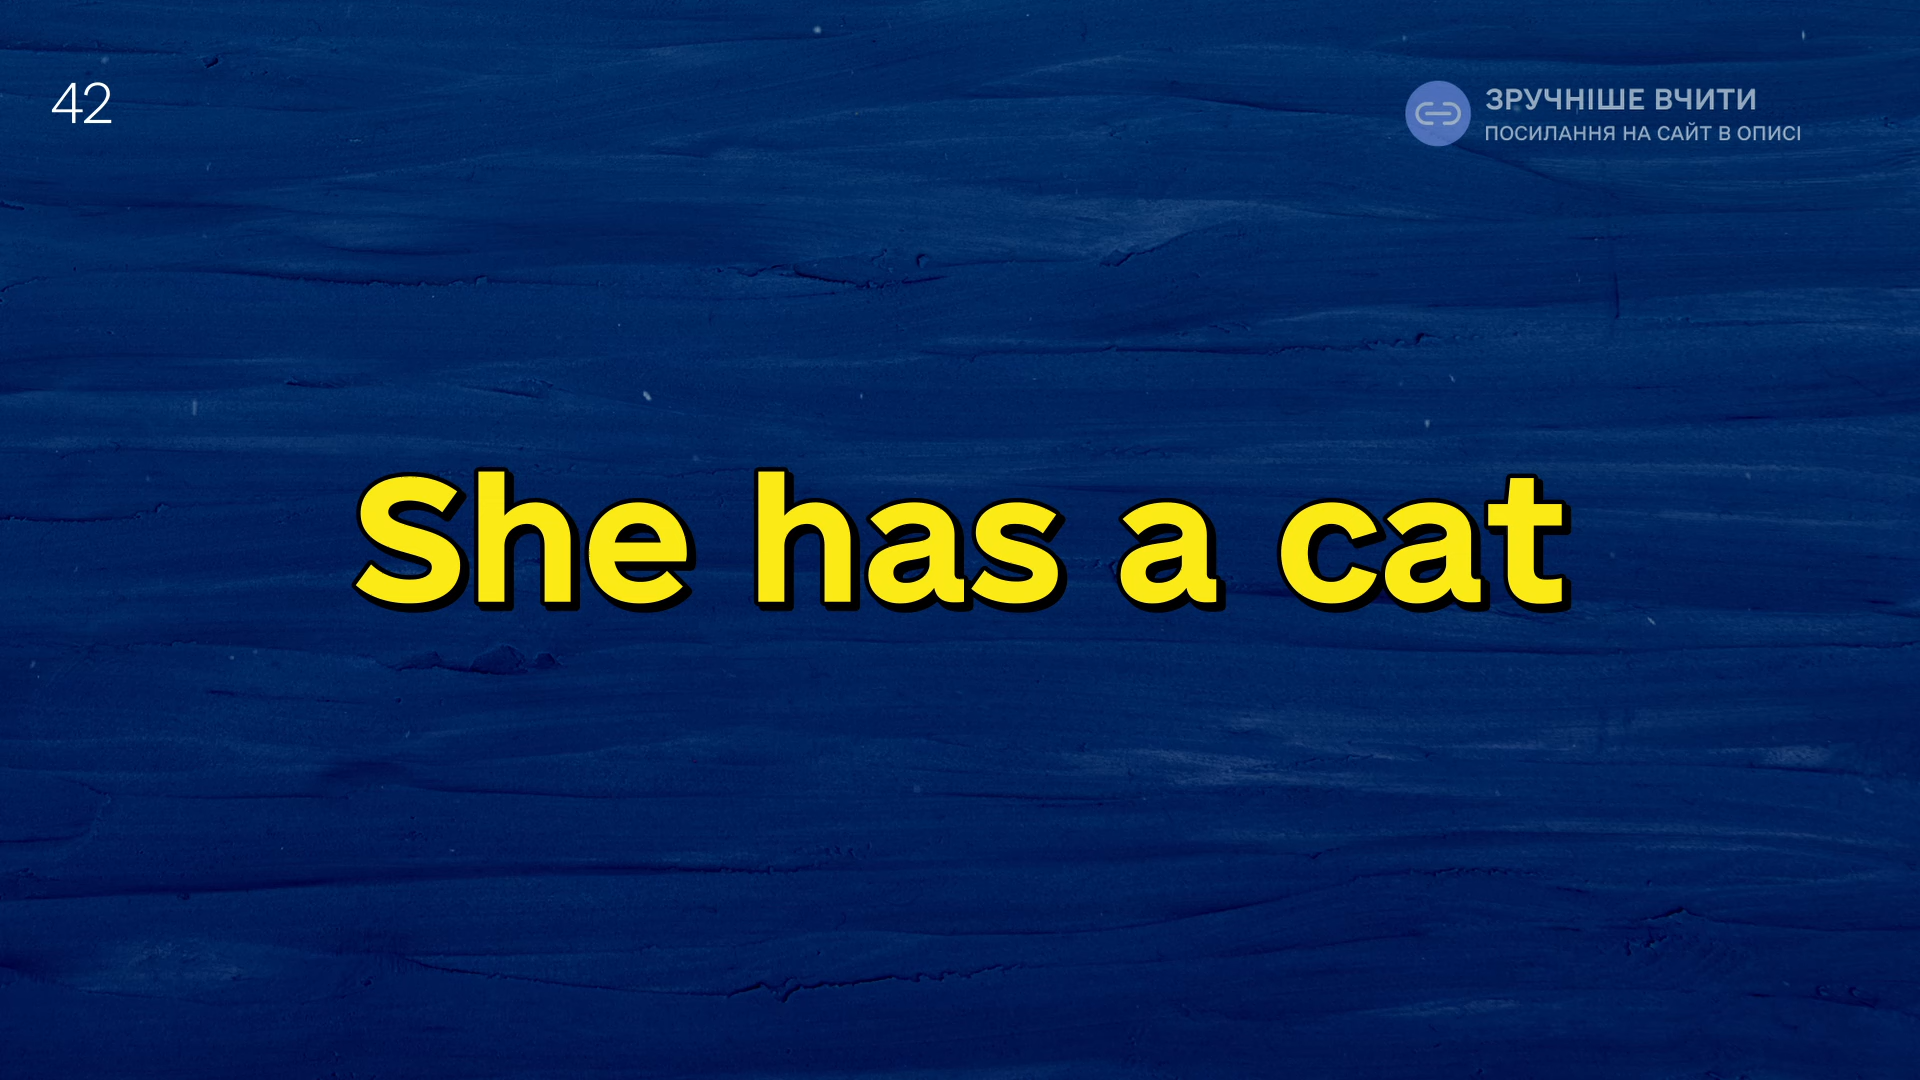 42
ЗРУЧНІШЕ ВЧИТИ
ПОСИЛАННЯ НА САЙТ В ОПИСІ
She has a cat